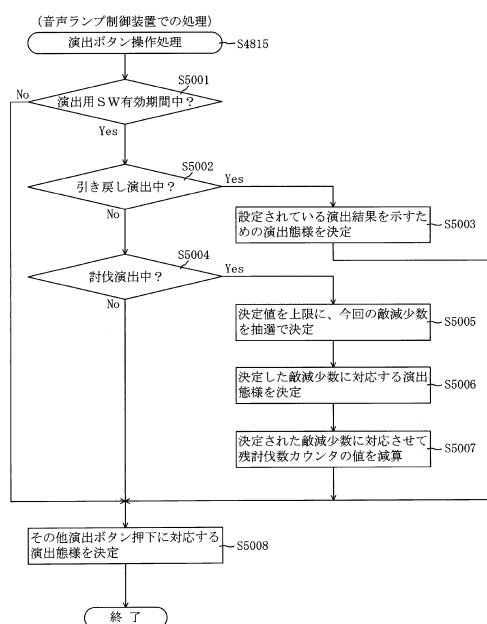 (音声ランプ制御装置での処理)
演出ボタン操作処理
S4815
S5001
演出用SW有効期間中?
No
Yes
S5002
引き戻し演出中?
Yes
No
設定されている演出結果を示すた
めの演出態様を決定
S5003
S5004
討伐演出中?
Yes
No
決定値を上限に、今回の敵減少数
を抽選で決定
S5005
決定した敵減少数に対応する演出
態様を決定
S5006
決定された敵減少数に対応させて
残討伐数カウンタの値を減算
S5007
その他演出ボタン押下に対応する
演出態様を決定
S5008
終了